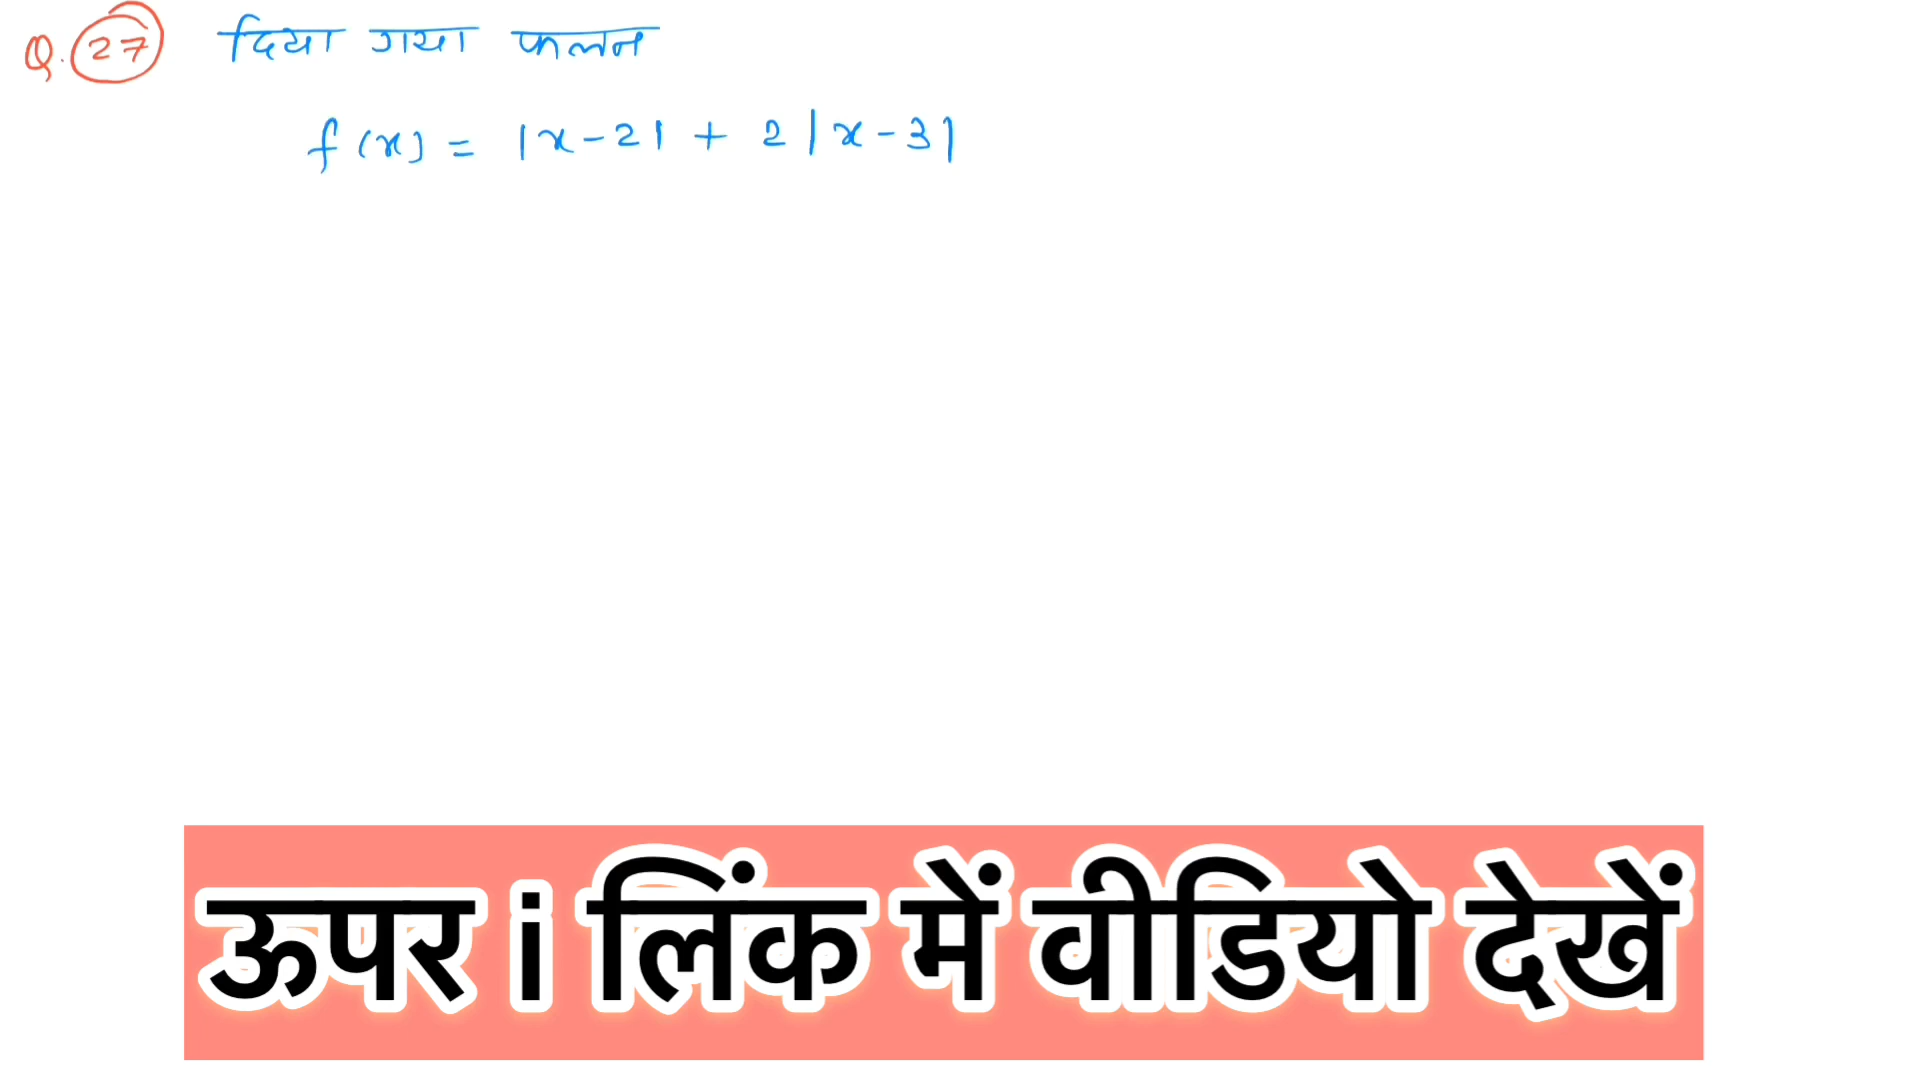 Q. 27 दिया गया फलन
f(x) = |x-2| + 2|x-3|
ऊपर i लिंक में वीडियो देखें